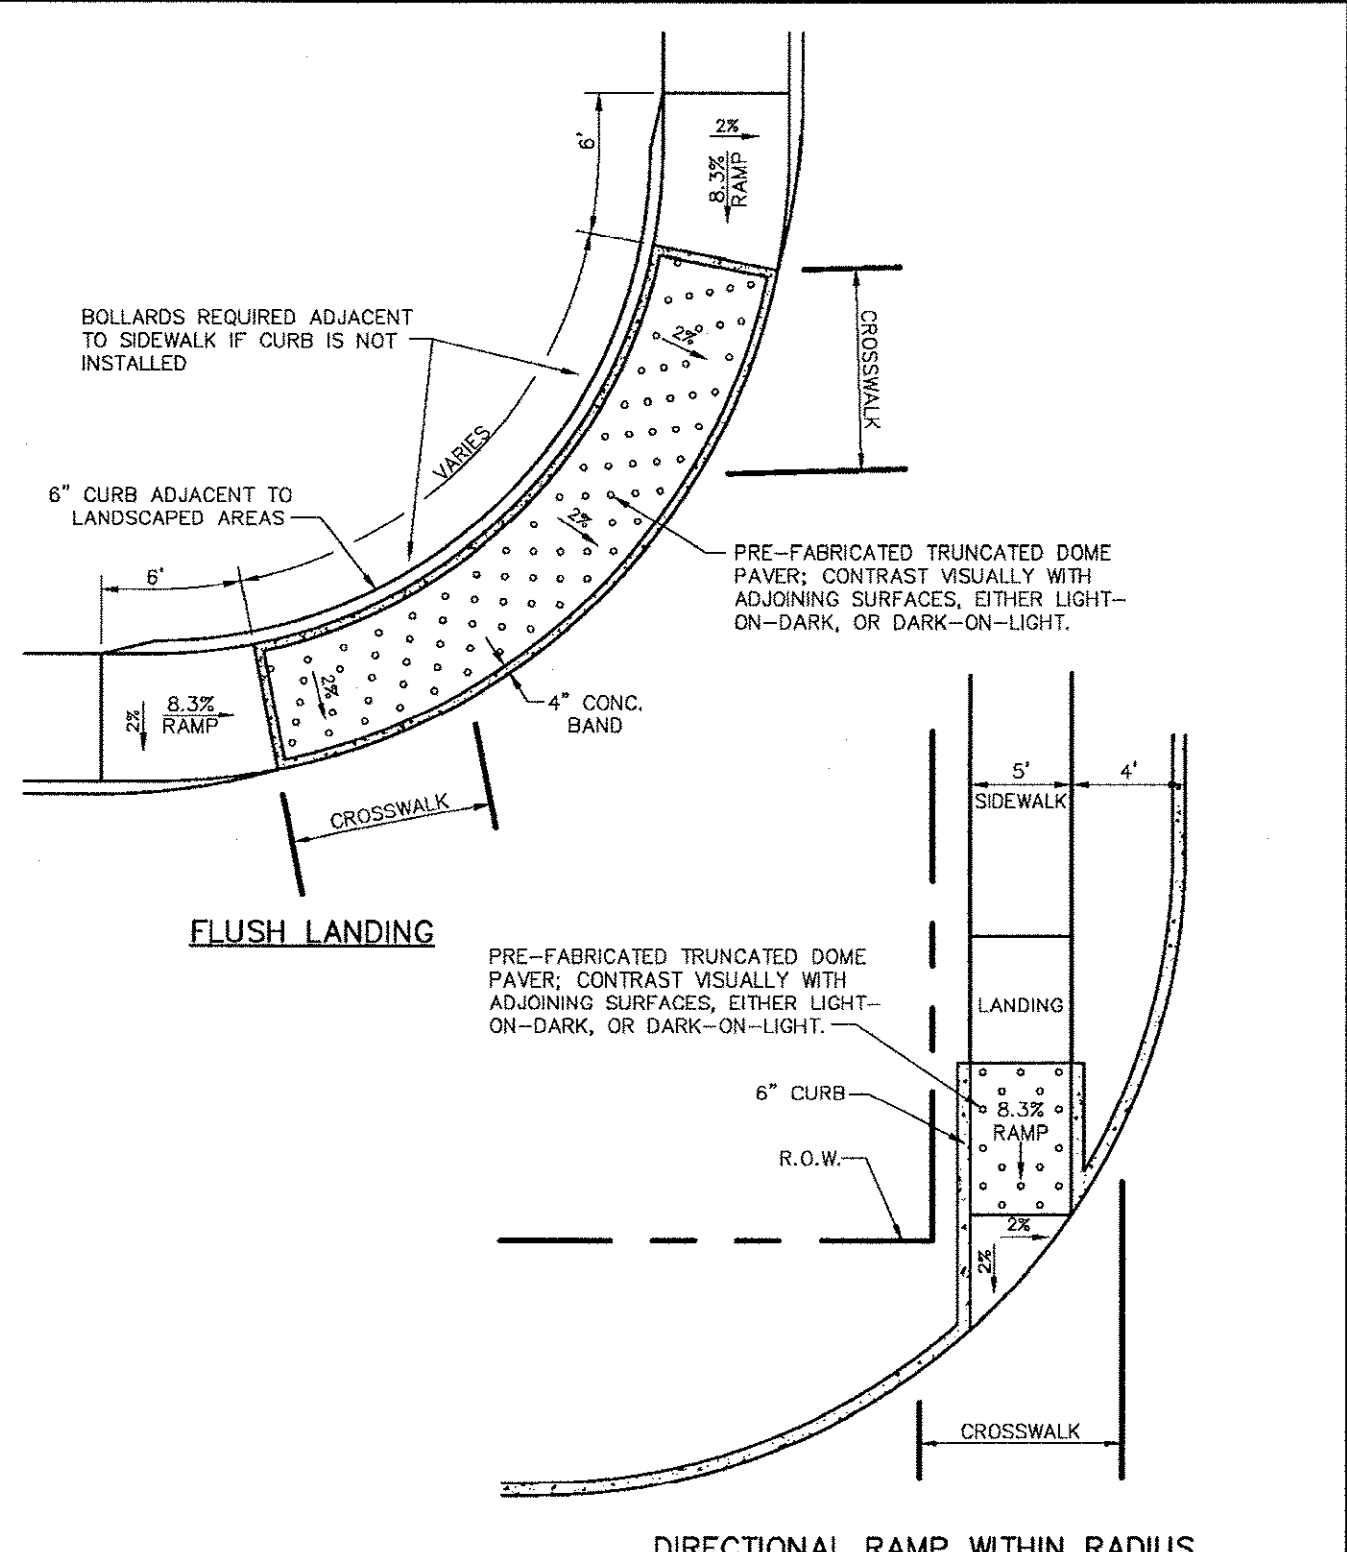 6'
2%
8.3%
RAMP
BOLLARDS REQUIRED ADJACENT
TO SIDEWALK IF CURB IS NOT
INSTALLED
CROSSWALK
2%
VARIES
6" CURB ADJACENT TO
LANDSCAPED AREAS
2%
PRE-FABRICATED TRUNCATED DOME
PAVER; CONTRAST VISUALLY WITH
ADJOINING SURFACES, EITHER LIGHT-
ON-DARK, OR DARK-ON-LIGHT.
6'
2%
8.3%
RAMP
2%
4" CONC.
BAND
CROSSWALK
FLUSH LANDING
5'
4'
SIDEWALK
PRE-FABRICATED TRUNCATED DOME
PAVER; CONTRAST VISUALLY WITH
ADJOINING SURFACES, EITHER LIGHT-
ON-DARK, OR DARK-ON-LIGHT.
LANDING
6" CURB
8.3%
RAMP
R.O.W.
2%
2%
CROSSWALK
DIRECTIONAL RAMP WITHIN RADIUS